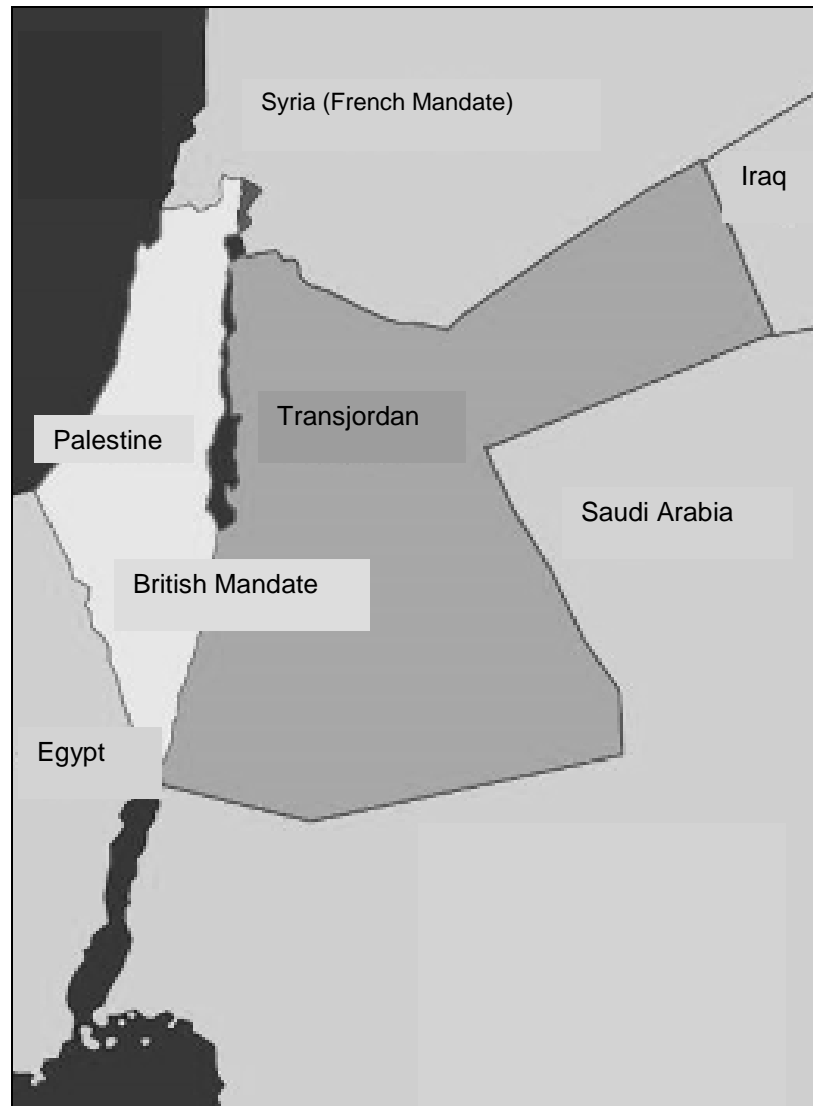 Syria (French Mandate)
Iraq
Transjordan
Palestine
Saudi Arabia
British Mandate
Egypt